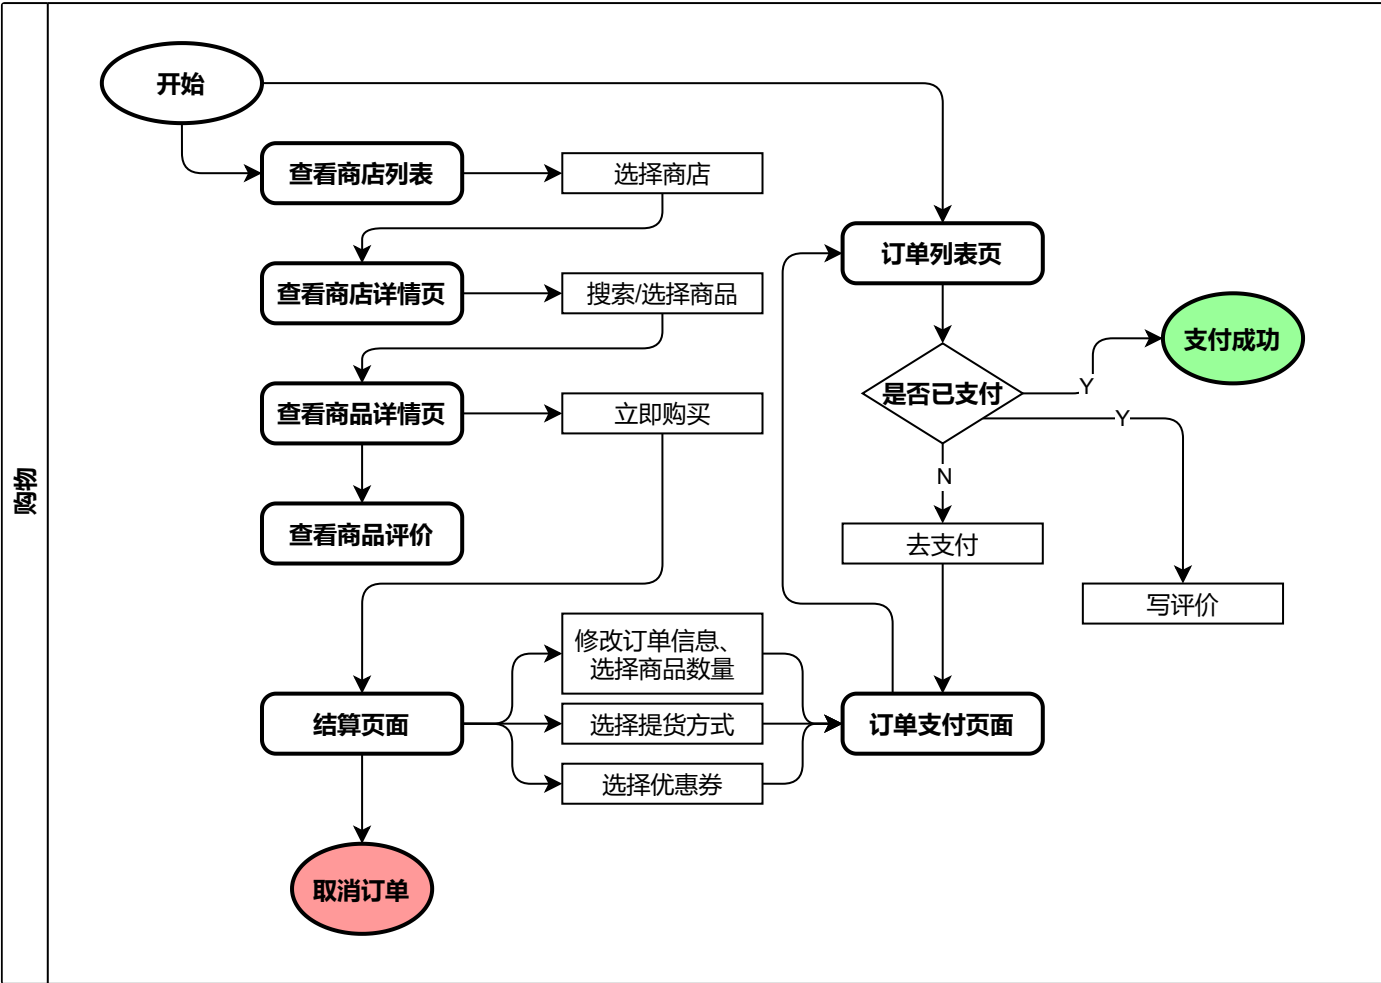 购物
开始
查看商店列表
选择商店
查看商店详情页
搜索/选择商品
查看商品详情页
立即购买
查看商品评价
结算页面
修改订单信息、
选择商品数量
选择提货方式
选择优惠券
取消订单
订单列表页
是否已支付
Y
支付成功
Y
写评价
N
去支付
订单支付页面